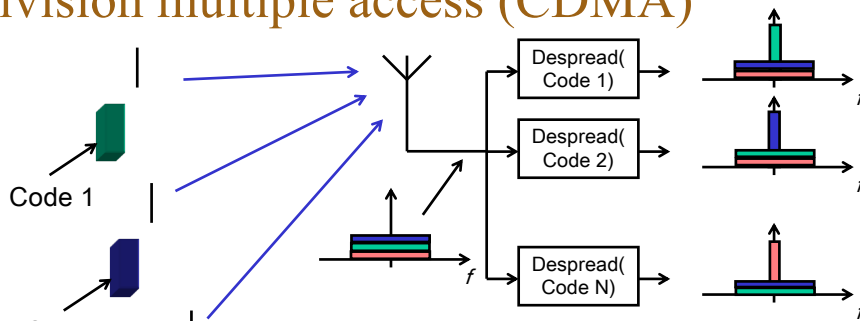 ivision multiple access (CDMA)
Despread(
Code 1)
f
Despread(
Code 2)
f
Code 1
f
Despread(
Code N)
f